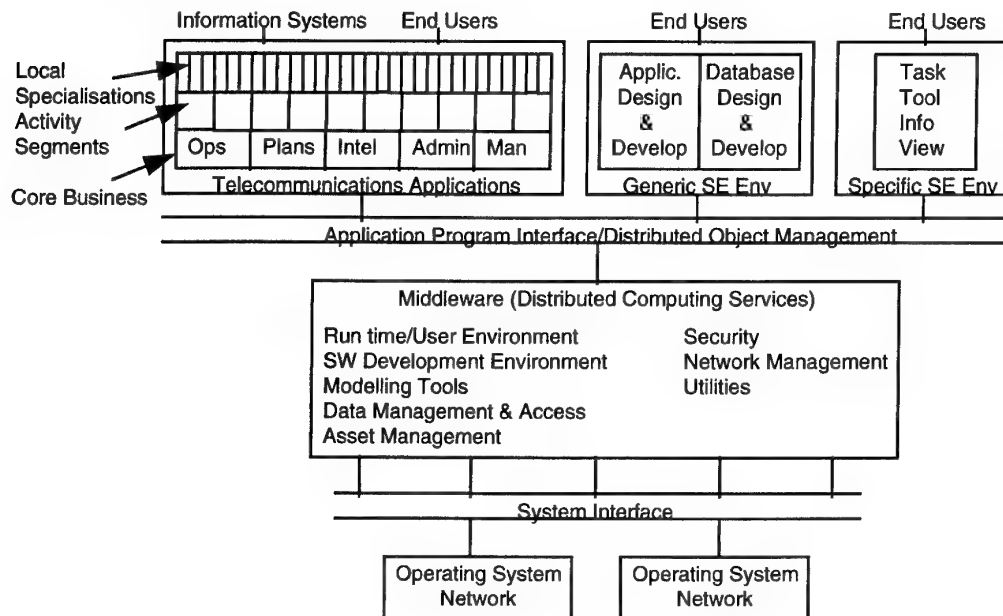 Information Systems
End Users
End Users
End Users
Local
Specialisations
Activity
Segments
Core Business
Ops
Plans
Intel
Admin
Man
Telecommunications Applications
Applic.
Design
&
Develop
Database
Design
&
Develop
Generic SE Env
Task
Tool
Info
View
Specific SE Env
Application Program Interface/Distributed Object Management
Middleware (Distributed Computing Services)
Run time/User Environment
SW Development Environment
Modelling Tools
Data Management & Access
Asset Management
Security
Network Management
Utilities
System Interface
Operating System
Network
Operating System
Network